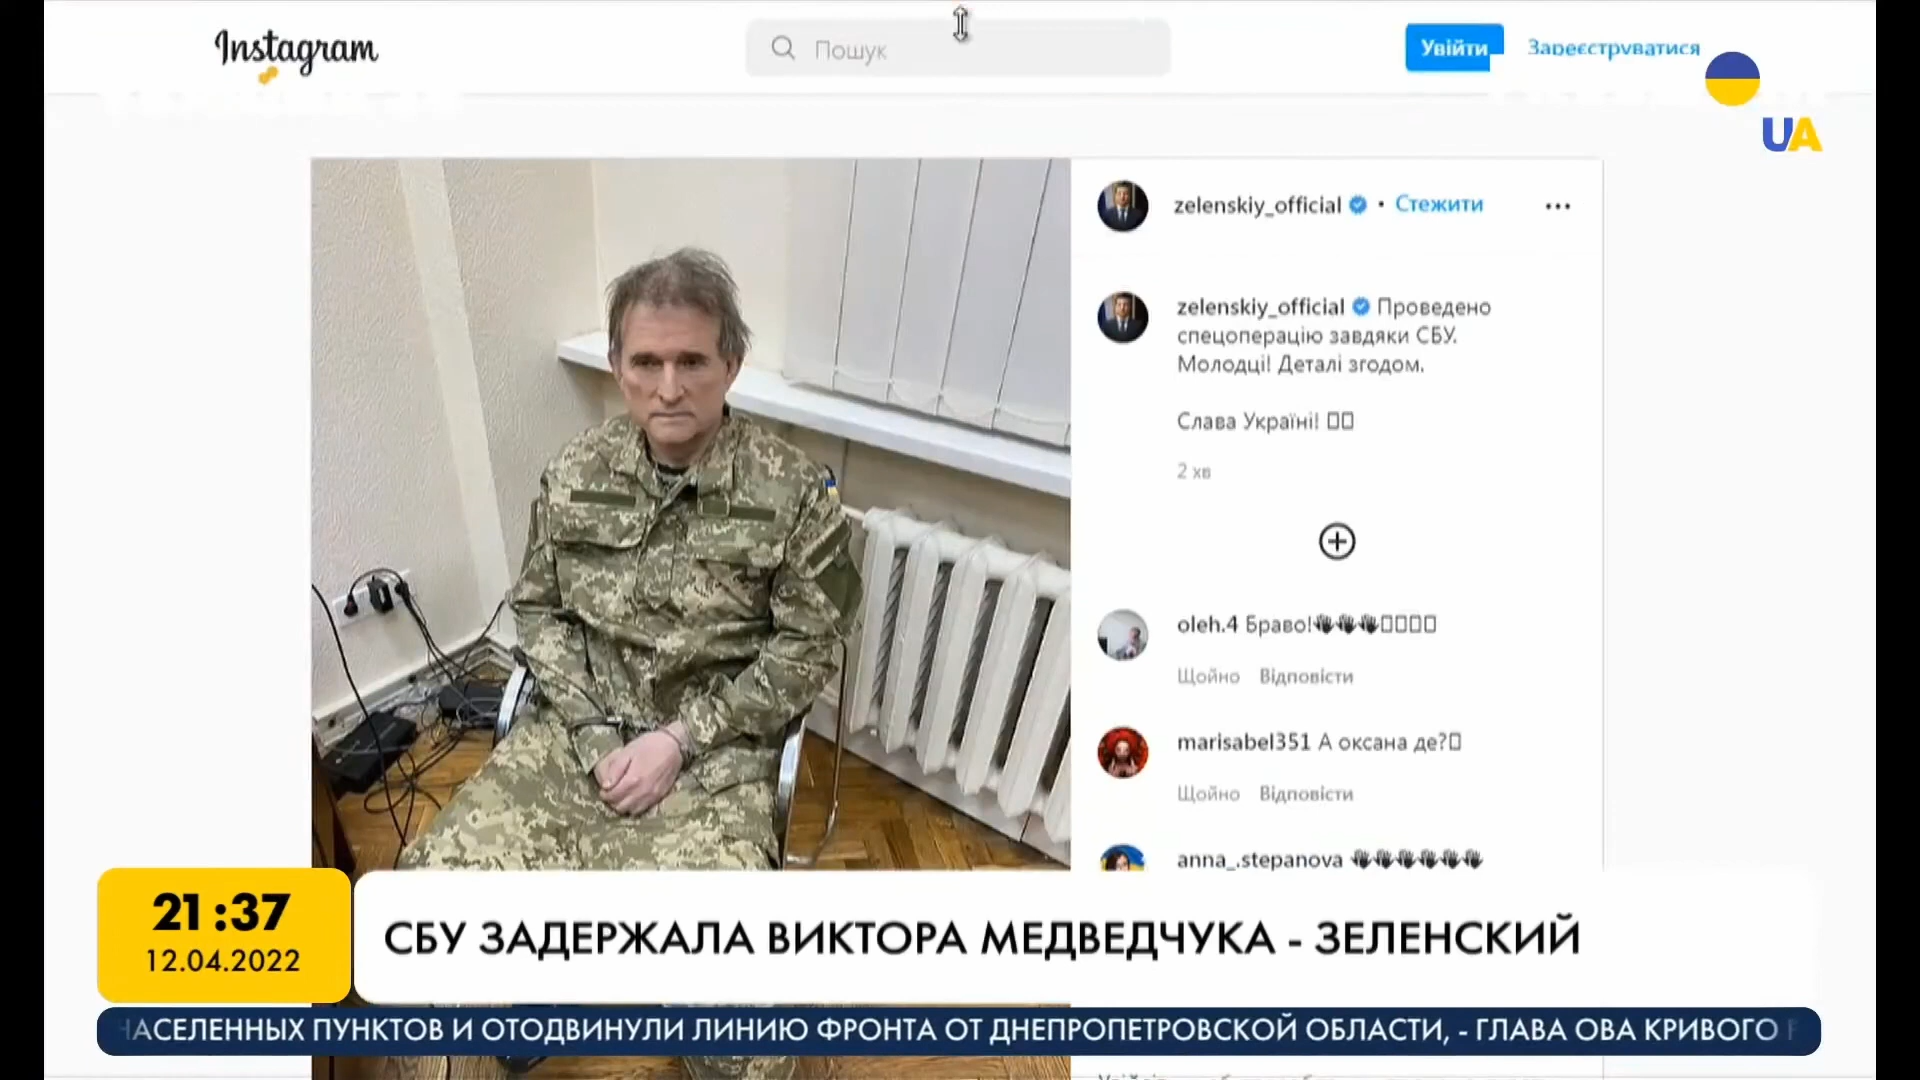 Instagram
Пошук
Увійти
Зареєструватися
UA
zelenskiy_official • Стежити
zelenskiy_official Проведено
спецоперацію завдяки СБУ.
Молодці! Деталі згодом.
Слава Україні!
2 хв
oleh.4 Браво!
Щойно Відповісти
marisabel351 А оксана де?
Щойно Відповісти
anna_.stepanova
21:37
12.04.2022
СБУ ЗАДЕРЖАЛА ВИКТОРА МЕДВЕДЧУКА - ЗЕЛЕНСКИЙ
НАСЕЛЕННЫХ ПУНКТОВ И ОТОДВИНУЛИ ЛИНИЮ ФРОНТА ОТ ДНЕПРОПЕТРОВСКОЙ ОБЛАСТИ, - ГЛАВА ОВА КРИВОГО